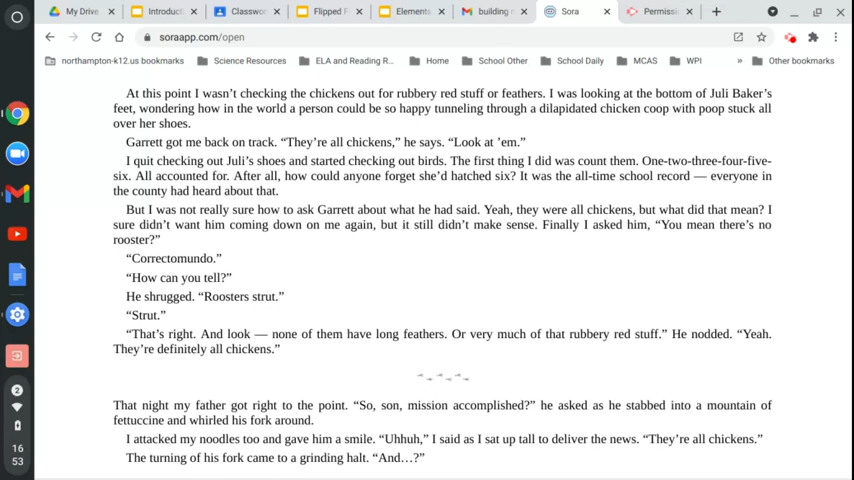 My Drive
Introduct
Classwor
Flipped F
Elements
building n
Sora
Permissi
soraapp.com/open
northampton-k12.us bookmarks
Science Resources
ELA and Reading R...
Home
School Other
School Daily
MCAS
WPI
»
Other bookmarks
At this point I wasn't checking the chickens out for rubbery red stuff or feathers. I was looking at the bottom of Juli Baker's
feet, wondering how in the world a person could be so happy tunneling through a dilapidated chicken coop with poop stuck all
over her shoes.
Garrett got me back on track. “They're all chickens,” he says. “Look at 'em.”
I quit checking out Juli's shoes and started checking out birds. The first thing I did was count them. One-two-three-four-five-
six. All accounted for. After all, how could anyone forget she'd hatched six? It was the all-time school record — everyone in
the county had heard about that.
But I was not really sure how to ask Garrett about what he had said. Yeah, they were all chickens, but what did that mean? I
sure didn't want him coming down on me again, but it still didn't make sense. Finally I asked him, “You mean there's no
rooster?”
“Correctomundo.”
“How can you tell?”
He shrugged. “Roosters strut.”
“Strut.”
“That's right. And look — none of them have long feathers. Or very much of that rubbery red stuff.” He nodded. “Yeah.
They're definitely all chickens.”
That night my father got right to the point. “So, son, mission accomplished?” he asked as he stabbed into a mountain of
fettuccine and whirled his fork around.
I attacked my noodles too and gave him a smile. “Uhhuh,” I said as I sat up tall to deliver the news. “They're all chickens.”
The turning of his fork came to a grinding halt. “And…?”
2
16
53